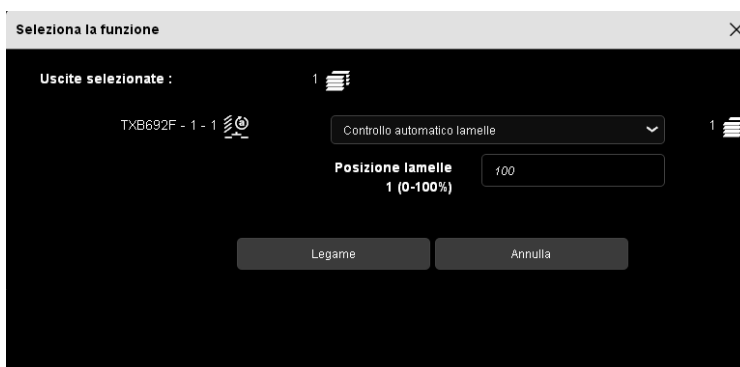 Seleziona la funzione
Uscite selezionate : 1
TXB692F - 1 - 1 Controllo automatico lamelle 1
Posizione lamelle 100
1 (0-100%)
Legame Annulla